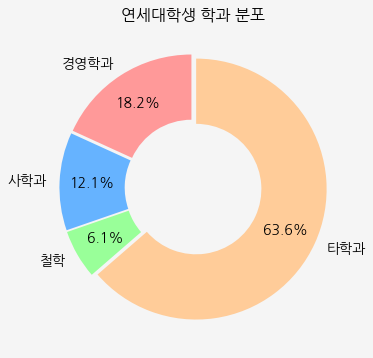 연세대학생 학과 분포
경영학과
18.2%
사학과
12.1%
철학
6.1%
63.6%
타학과